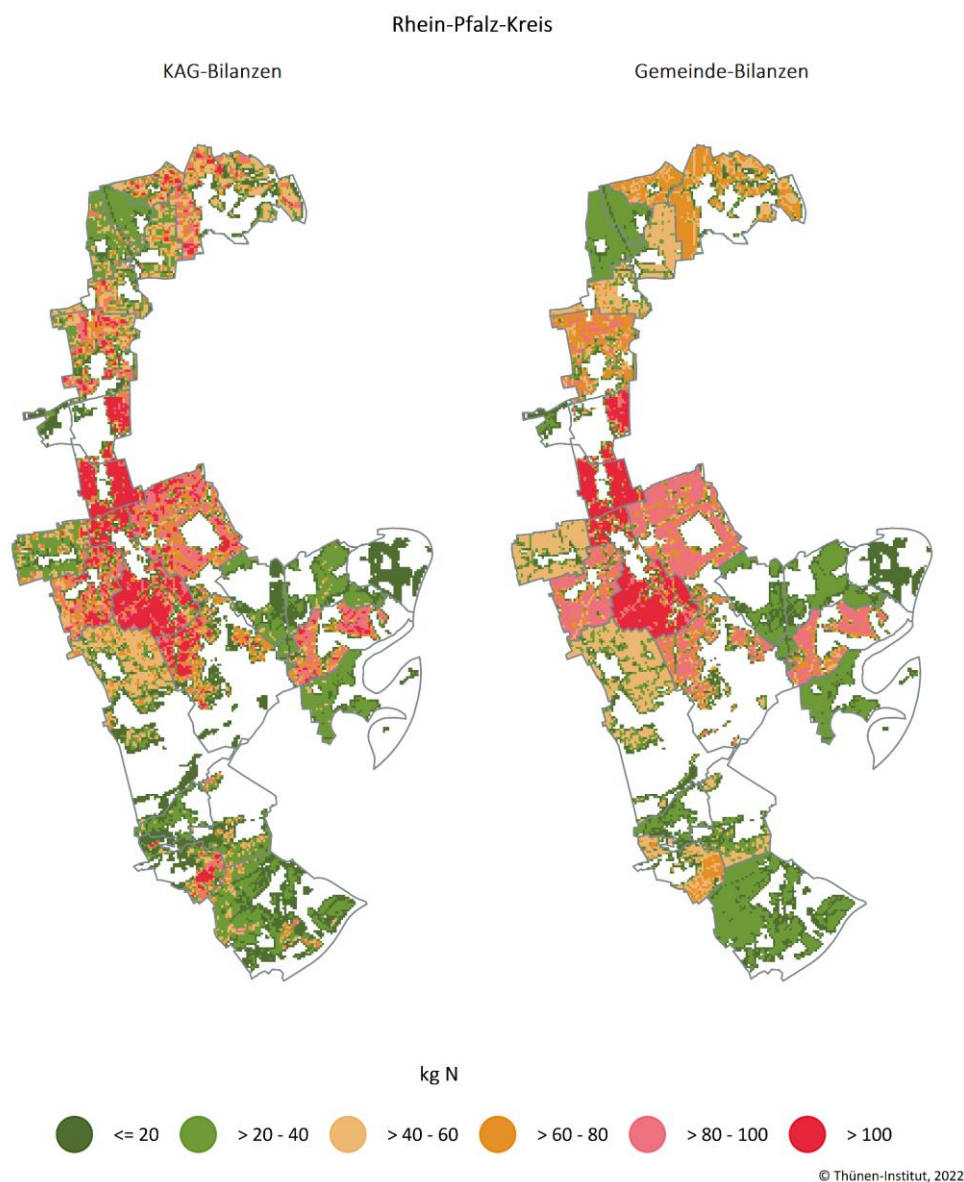 Rhein-Pfalz-Kreis
KAG-Bilanzen Gemeinde-Bilanzen
kg N
<= 20 > 20 - 40 > 40 - 60 > 60 - 80 > 80 - 100 > 100
© Thünen-Institut, 2022